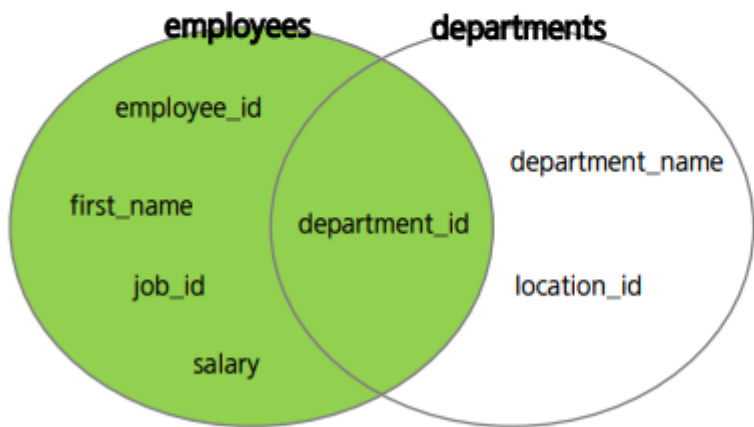 employees
departments
employee_id
department_name
first_name
department_id
job_id
location_id
salary